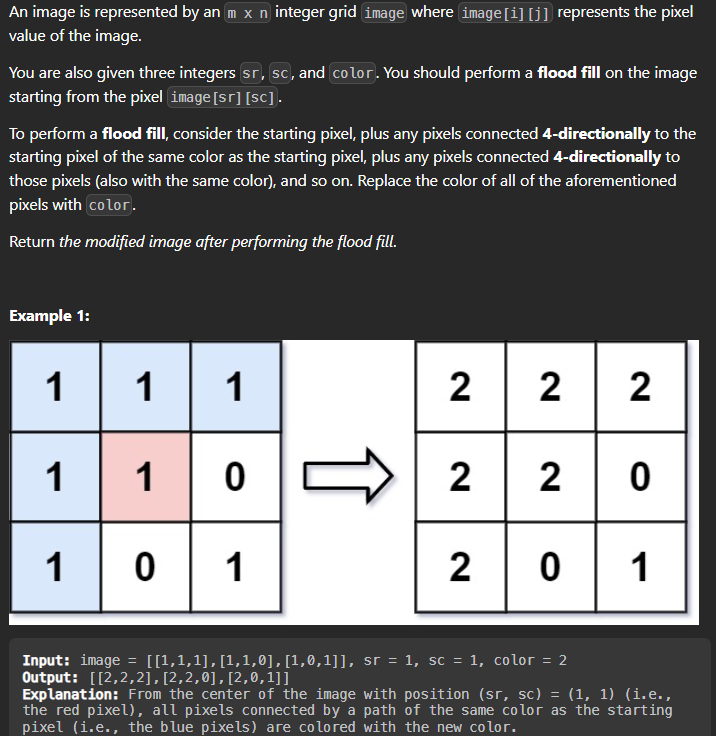 An image is represented by an m x n integer grid image where image[i][j] represents the pixel
value of the image.
You are also given three integers sr, sc, and color. You should perform a flood fill on the image
starting from the pixel image[sr][sc].
To perform a flood fill, consider the starting pixel, plus any pixels connected 4-directionally to the
starting pixel of the same color as the starting pixel, plus any pixels connected 4-directionally to
those pixels (also with the same color), and so on. Replace the color of all of the aforementioned
pixels with color.
Return the modified image after performing the flood fill.
Example 1:
1 1 1 2 2 2
1 1 0 2 2 0
1 0 1 2 0 1
Input: image = [[1,1,1],[1,1,0],[1,0,1]], sr = 1, sc = 1, color = 2
Output: [[2,2,2],[2,2,0],[2,0,1]]
Explanation: From the center of the image with position (sr, sc) = (1, 1) (i.e.,
the red pixel), all pixels connected by a path of the same color as the starting
pixel (i.e., the blue pixels) are colored with the new color.